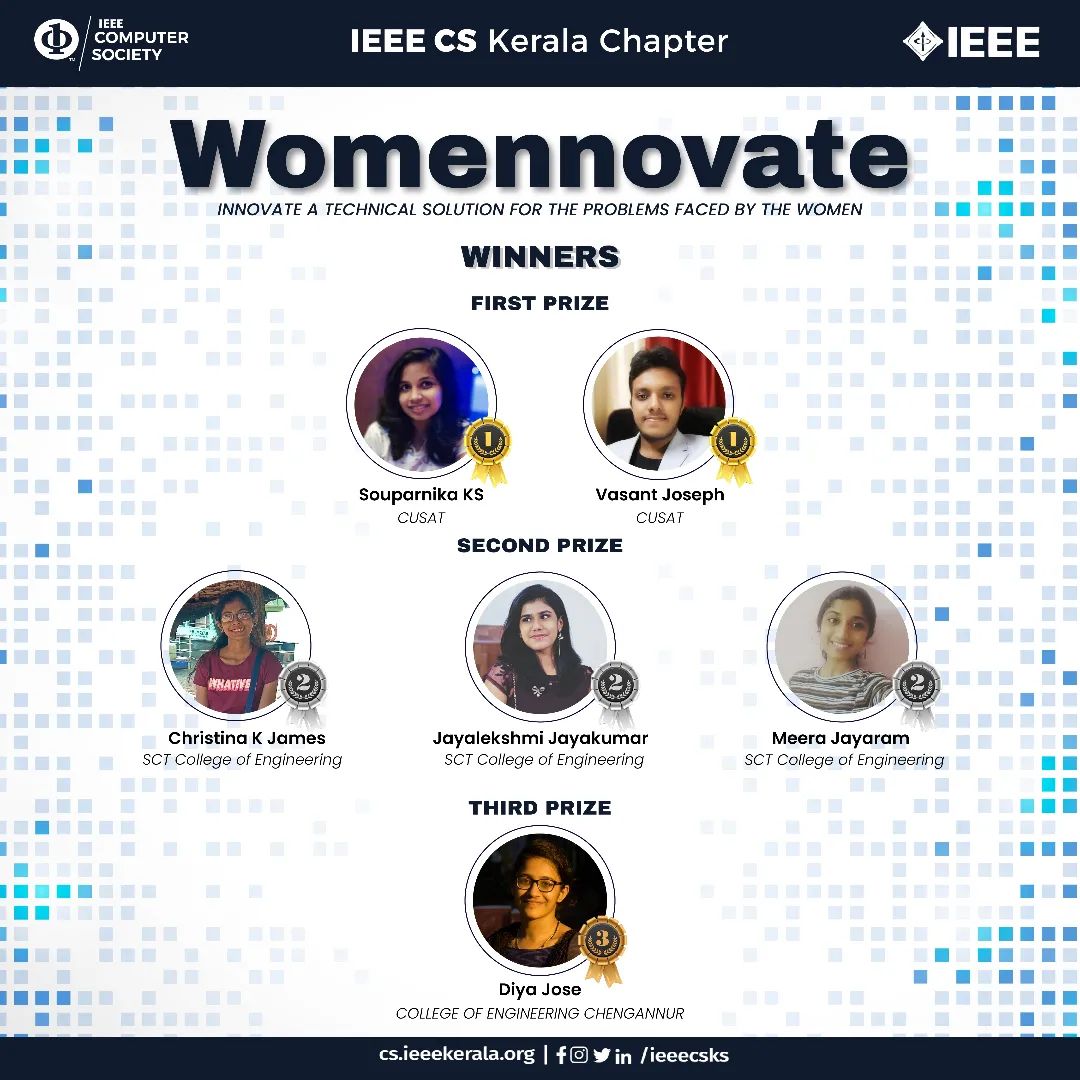 IEEE
COMPUTER
SOCIETY
IEEE CS Kerala Chapter
IEEE
Womennovate
INNOVATE A TECHNICAL SOLUTION FOR THE PROBLEMS FACED BY THE WOMEN
WINNERS
FIRST PRIZE
1
1
Souparnika KS
Vasant Joseph
CUSAT
CUSAT
SECOND PRIZE
WHATIVE
2
2
2
Christina K James
Jayalekshmi Jayakumar
Meera Jayaram
SCT College of Engineering
SCT College of Engineering
SCT College of Engineering
THIRD PRIZE
3
Diya Jose
COLLEGE OF ENGINEERING CHENGANNUR
cs.ieeekerala.org | /ieeecsks